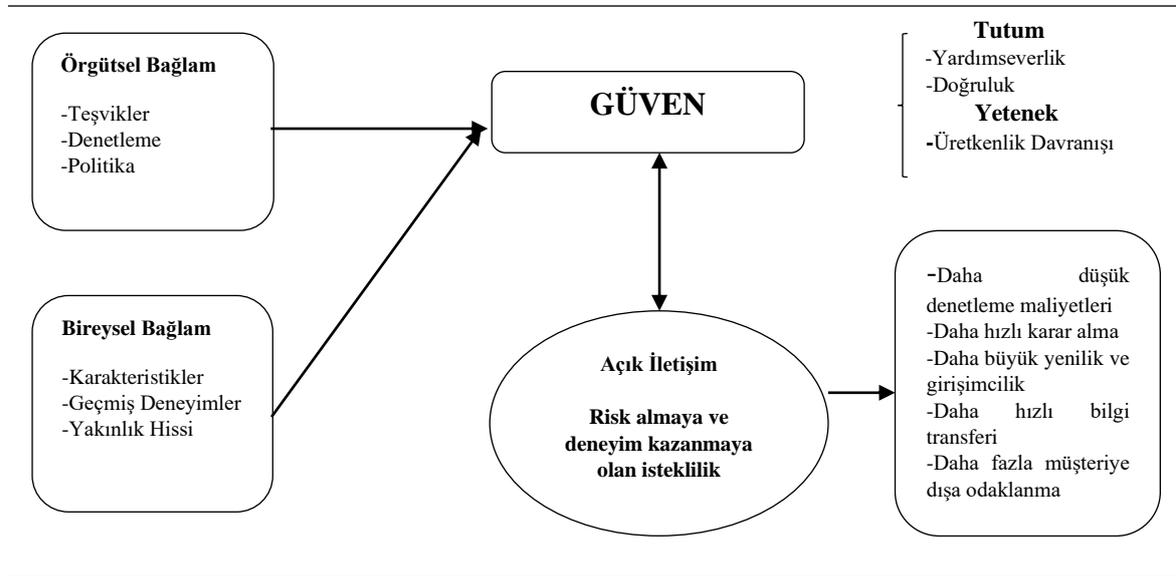 Örgütsel Bağlam
-Teşvikler
-Denetleme
-Politika
Bireysel Bağlam
-Karakteristikler
-Geçmiş Deneyimler
-Yakınlık Hissi
GÜVEN
Açık İletişim
Risk almaya ve
deneyim kazanmaya
olan isteklilik
Tutum
-Yardımseverlik
-Doğruluk
Yetenek
-Üretkenlik Davranışı
-Daha düşük
denetleme maliyetleri
-Daha hızlı karar alma
-Daha büyük yenilik ve
girişimcilik
-Daha hızlı bilgi
transferi
-Daha fazla müşteriye
dışa odaklanma